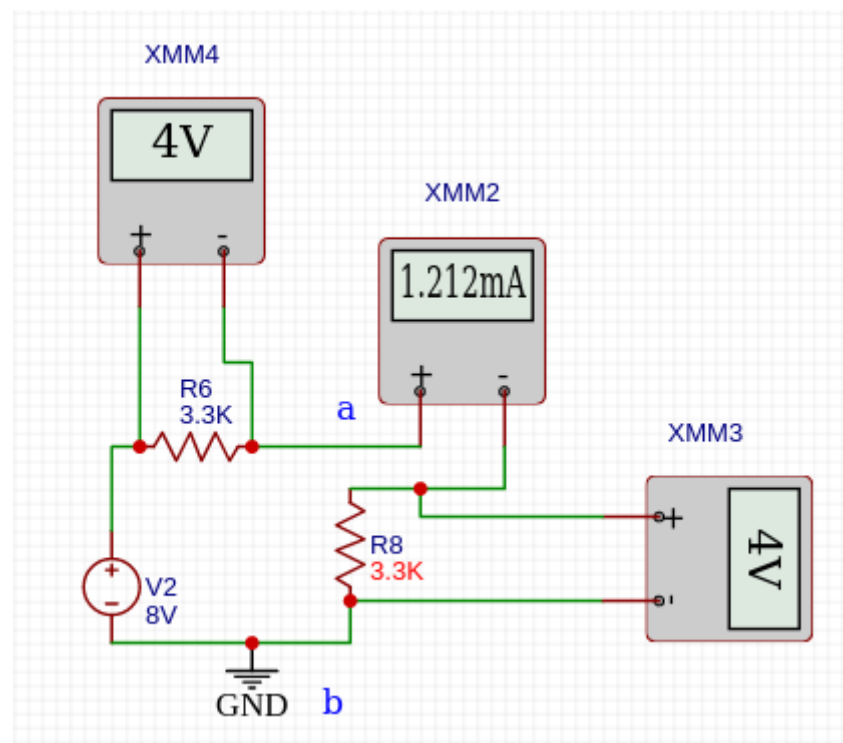 XMM4
4V
+ -
XMM2
1.212mA
+ -
R6
3.3K
a
XMM3
+
4V
-
R8
3.3K
+
V2
-
8V
GND
b